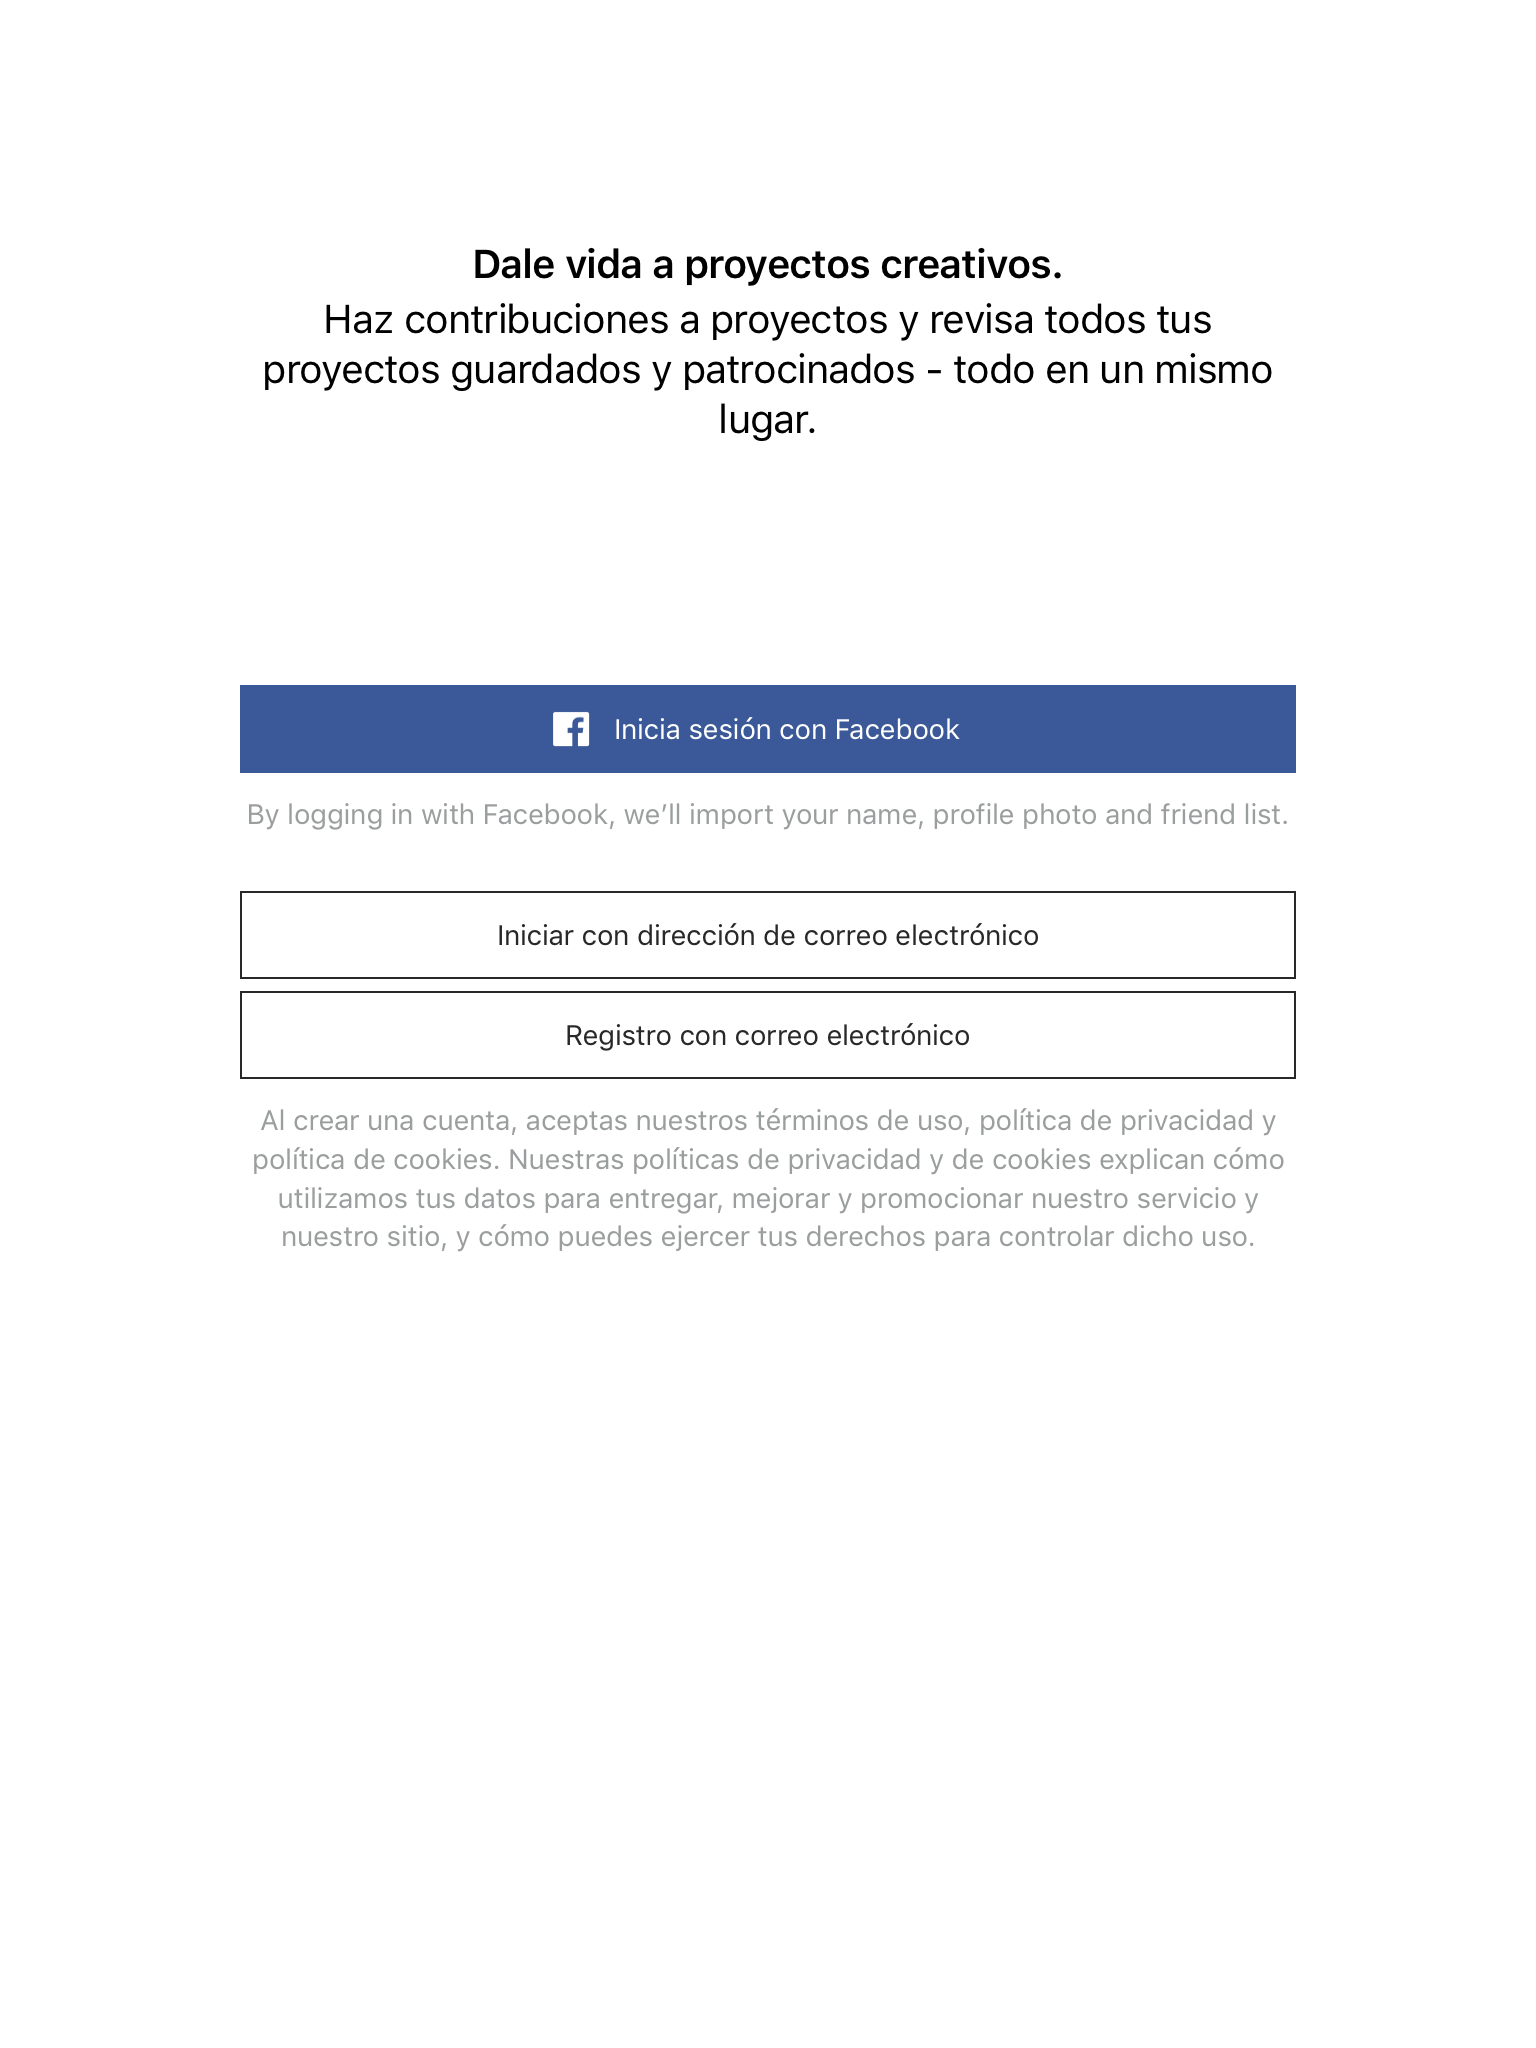 Dale vida a proyectos creativos.
Haz contribuciones a proyectos y revisa todos tus
proyectos guardados y patrocinados - todo en un mismo
lugar.
Inicia sesión con Facebook
By logging in with Facebook, we’ll import your name, profile photo and friend list.
Iniciar con dirección de correo electrónico
Registro con correo electrónico
Al crear una cuenta, aceptas nuestros términos de uso, política de privacidad y
política de cookies. Nuestras políticas de privacidad y de cookies explican cómo
utilizamos tus datos para entregar, mejorar y promocionar nuestro servicio y
nuestro sitio, y cómo puedes ejercer tus derechos para controlar dicho uso.